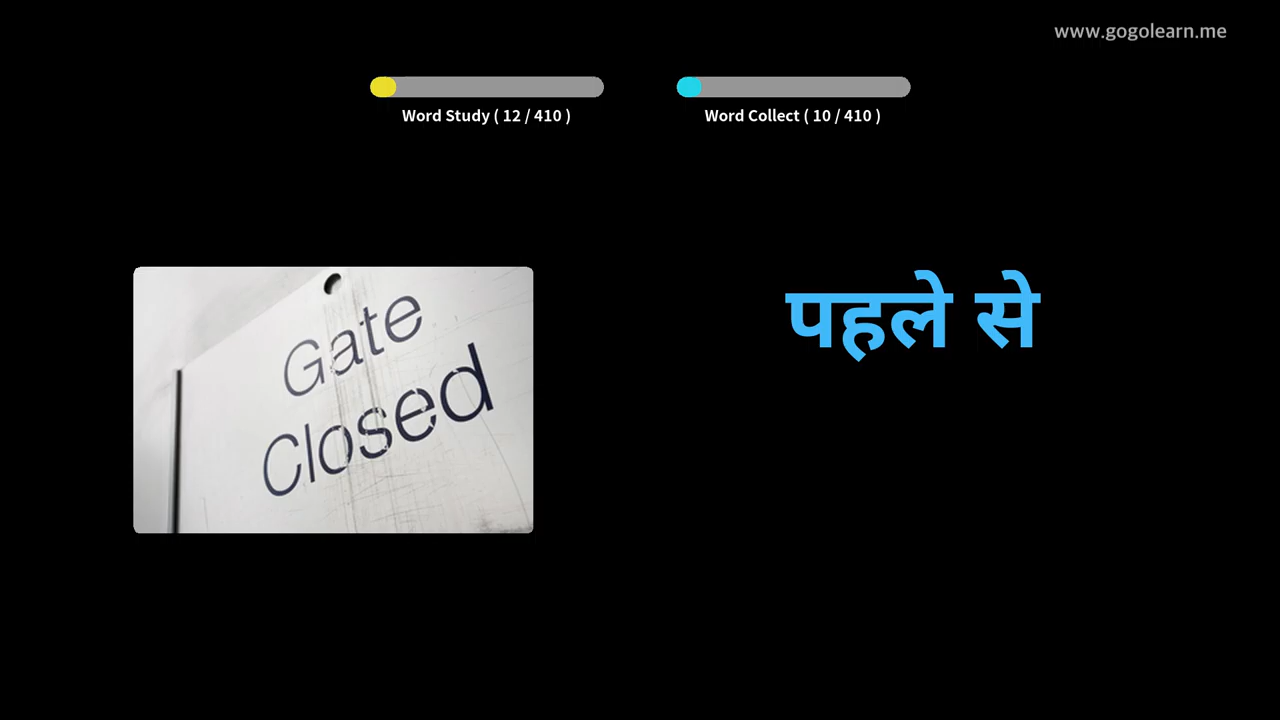 www.gogolearn.me
Word Study ( 12 / 410 )
Word Collect ( 10 / 410 )
Gate
Closed
पहले से